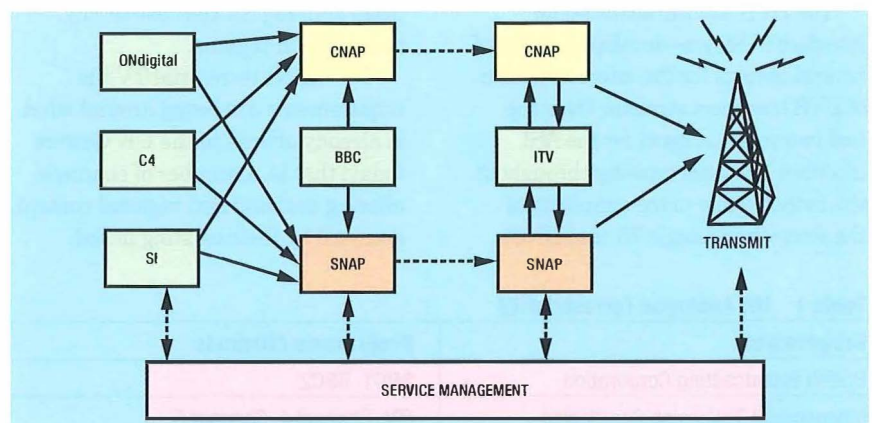 ONdigital
CNAP
CNAP
C4
BBC
ITV
SI
SNAP
SNAP
TRANSMIT
SERVICE MANAGEMENT